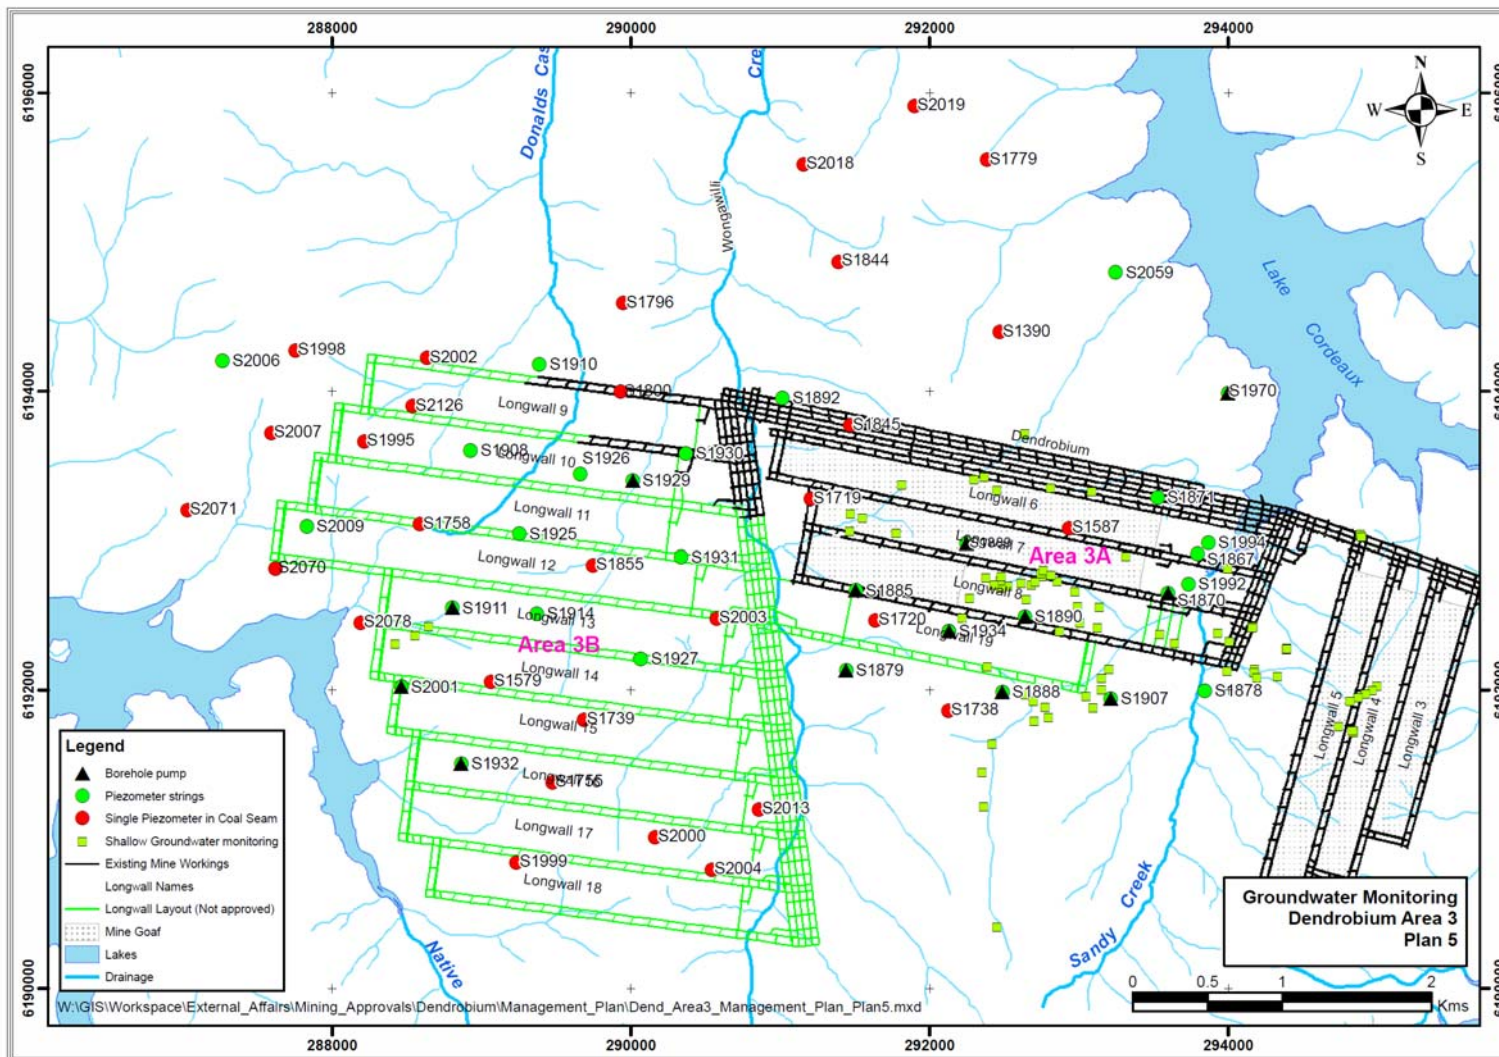 288000
290000
292000
294000
6196000
Donalds Cas
Cre
N
W
E
S
S2019
S1779
S2018
Wongawilli
S1844
S2059
Lake
Cordeaux
S1796
S1390
S1998
S2006
S2002
S1910
6194000
S1800
S1892
S1970
S2126
Longwall 9
S1845
S2007
S1995
Dendrobium
S1908
Longwall 10
S1926
S1930
S1929
S1719
Longwall 6
S1871
S2071
Longwall 11
S2009
S1758
S1925
S1587
S1994
Longwall 7
Area 3A
S1867
S1931
Longwall 12
S1855
S2070
S1885
Longwall 8
S1992
S1870
S1911
S1914
Longwall 13
S2003
S2078
S1720
S1890
S1934
Longwall 19
Area 3B
S1927
Longwall 14
S1879
S2001
S1579
S1888
S1907
S1878
6192000
S1739
Longwall 15
S1738
Longwall 5
Longwall 4
Longwall 3
S1932
S2013
Longwall 17
S2000
S1999
S2004
Longwall 18
Native
Sandy
Creek
Legend
Borehole pump
Piezometer strings
Single Piezometer in Coal Seam
Shallow Groundwater monitoring
Existing Mine Workings
Longwall Names
Longwall Layout (Not approved)
Mine Goaf
Lakes
Drainage
Groundwater Monitoring
Dendrobium Area 3
Plan 5
0
0.5
1
2
Kms
6190000
W:\GIS\Workspace\External_Affairs\Mining_Approvals\Dendrobium\Management_Plan\Dend_Area3_Management_Plan_Plan5.mxd
288000
290000
292000
294000